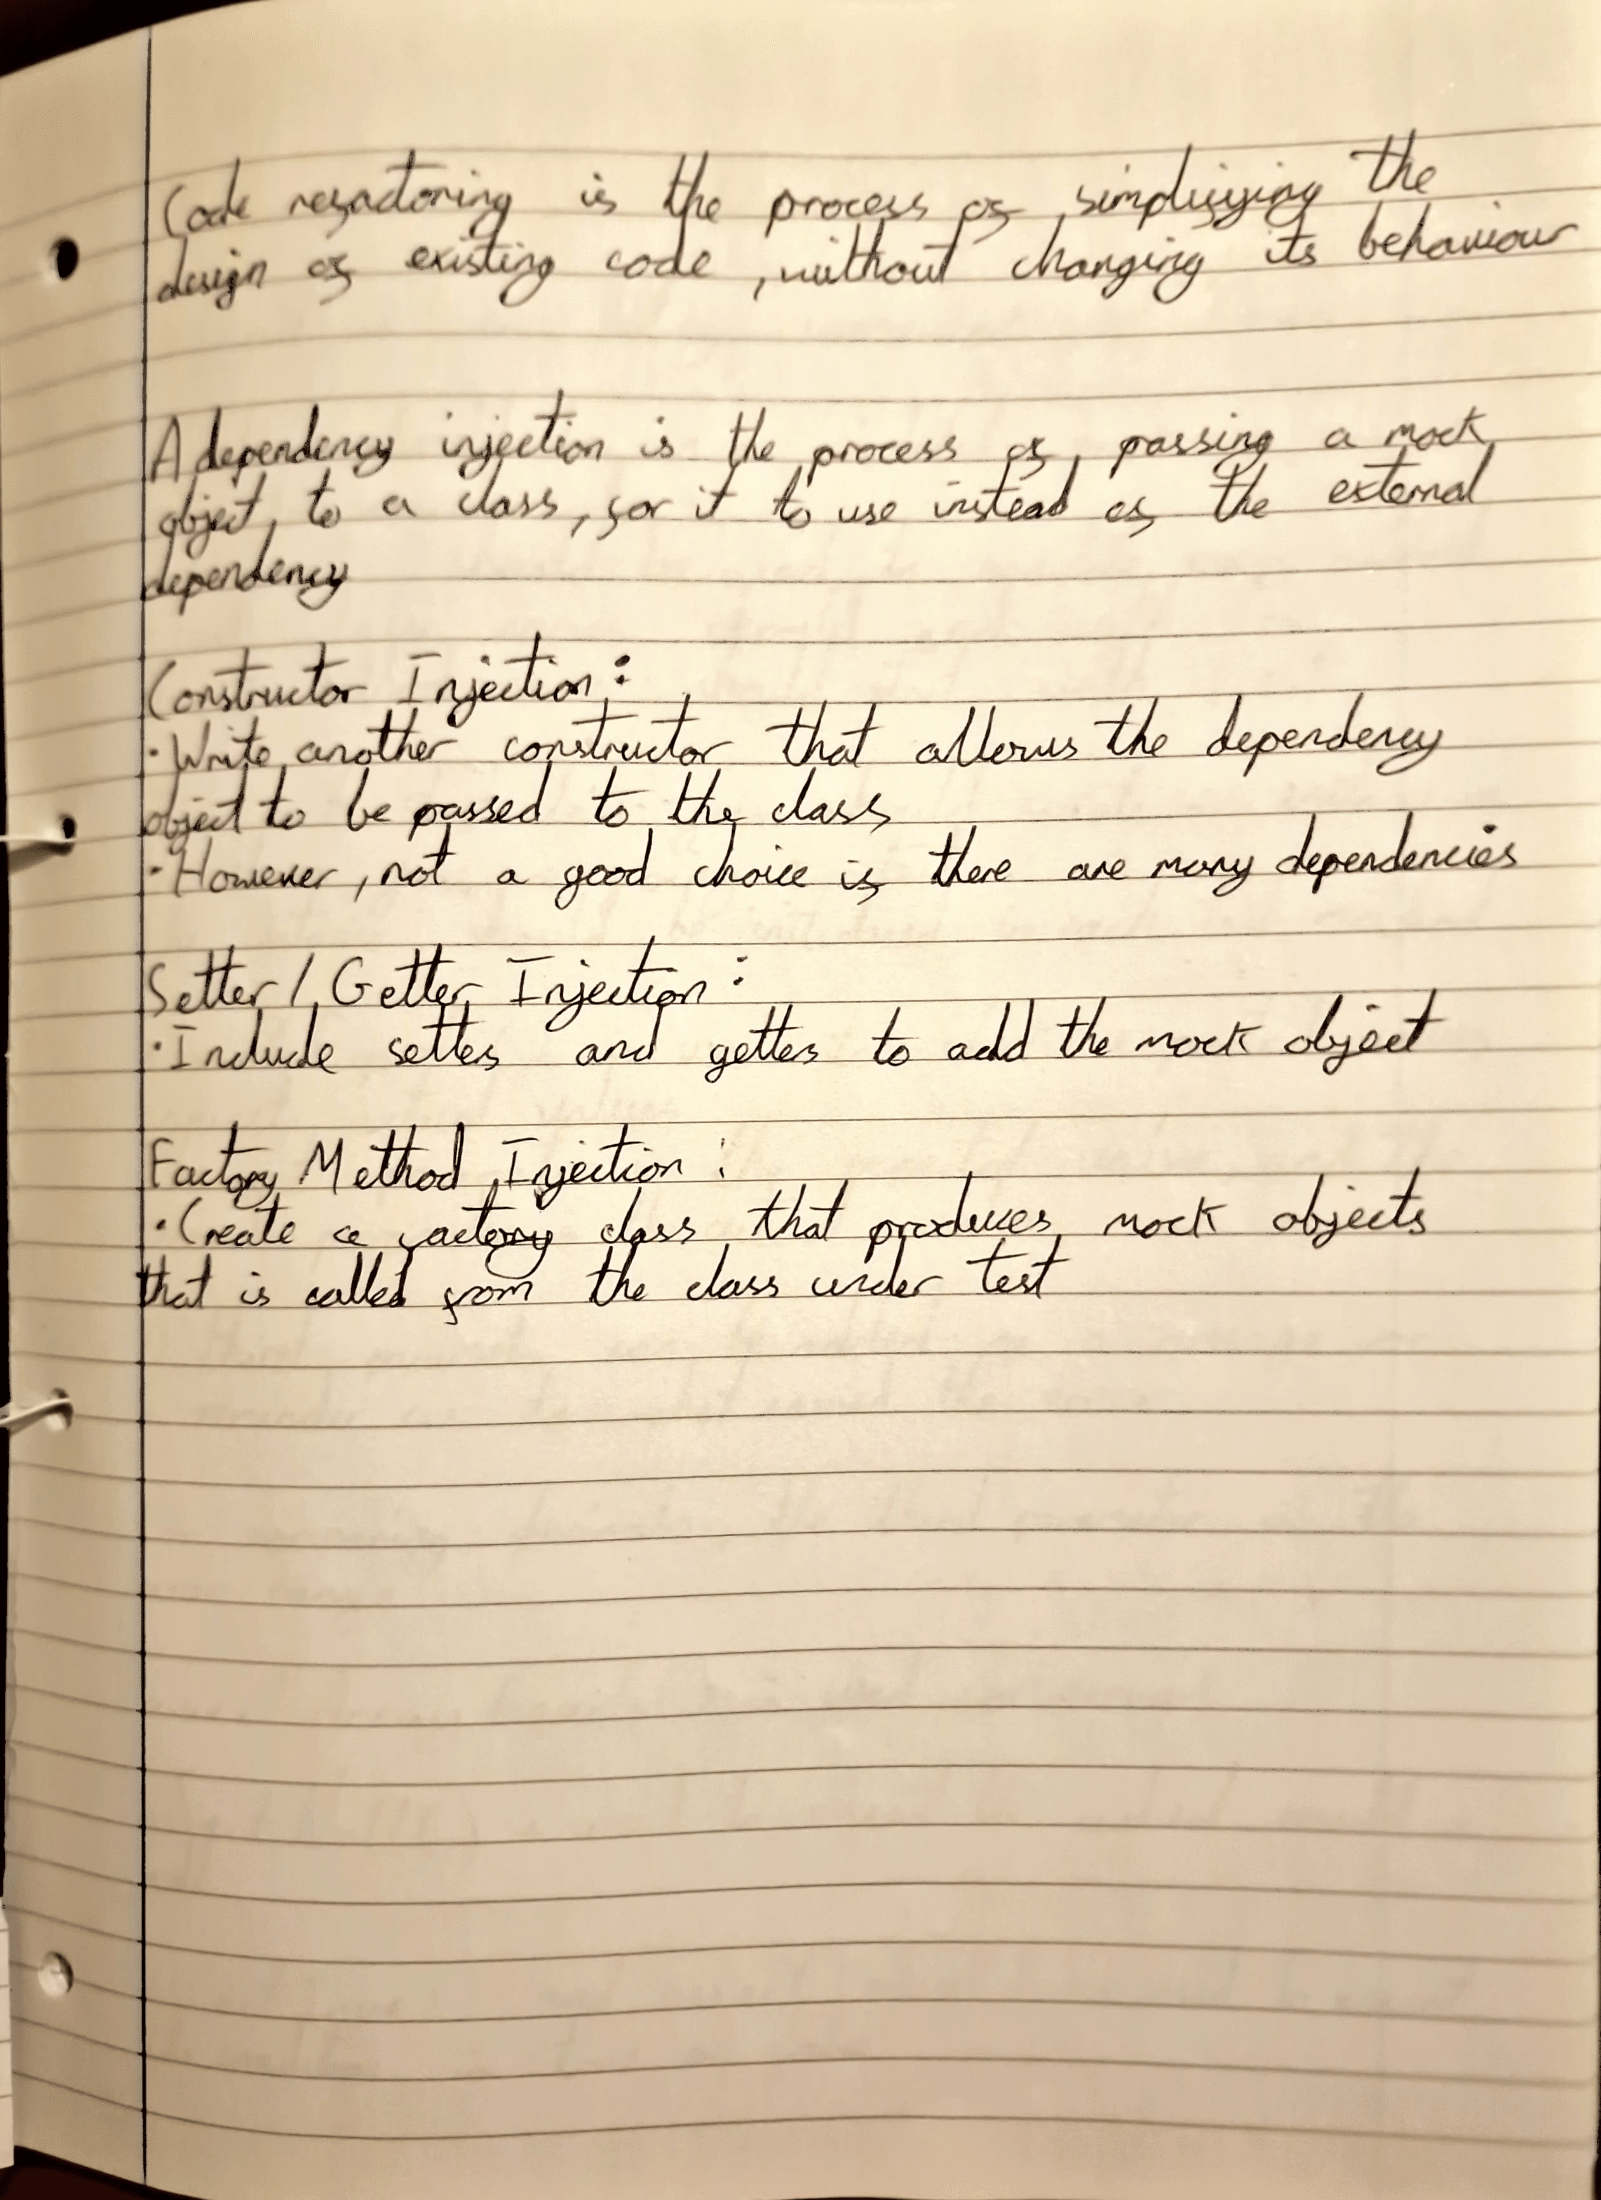 Code refactoring is the process of simplifying the
design of existing code, without changing its behaviour
A dependency injection is the process of passing a mock
object, to a class, for it to use instead of the external
dependency
Constructor Injection:
• Write another constructor that allows the dependency
object to be passed to the class
• However, not a good choice if there are many dependencies
Setter / Getter Injection:
• Include settes and gettes to add the mock object
Factory Method Injection:
• Create a factory class that produces mock objects
that is called from the class under test